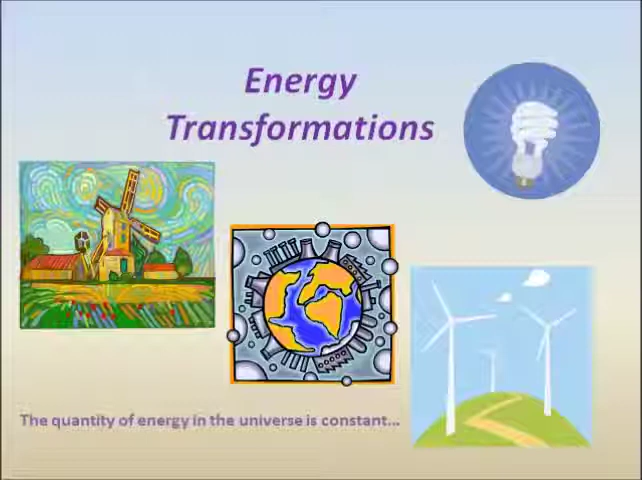 Energy
Transformations
The quantity of energy in the universe is constant...